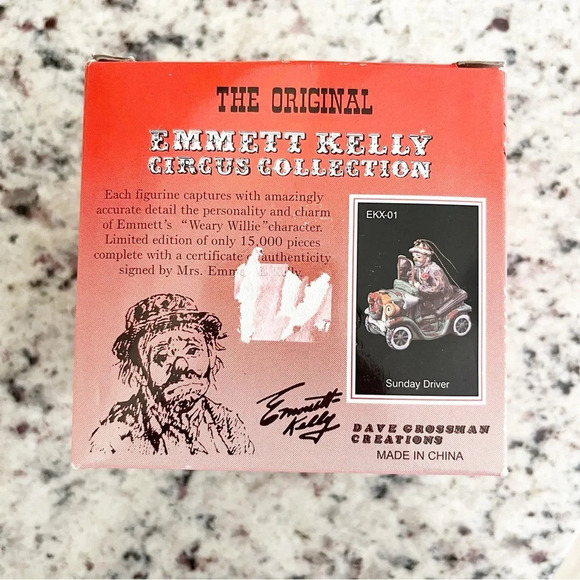 THE ORIGINAL
EMMETT KELLY
CIRCUS COLLECTION
Each figurine captures with amazingly
accurate detail the personality and charm
of Emmett's "Weary Willie" character.
Limited edition of only 15,000 pieces
complete with a certificate authenticity
signed by Mrs.
EKX-01
Sunday Driver
Emmett
Kelly
DAVE GROSSMAN
CREATIONS
MADE IN CHINA